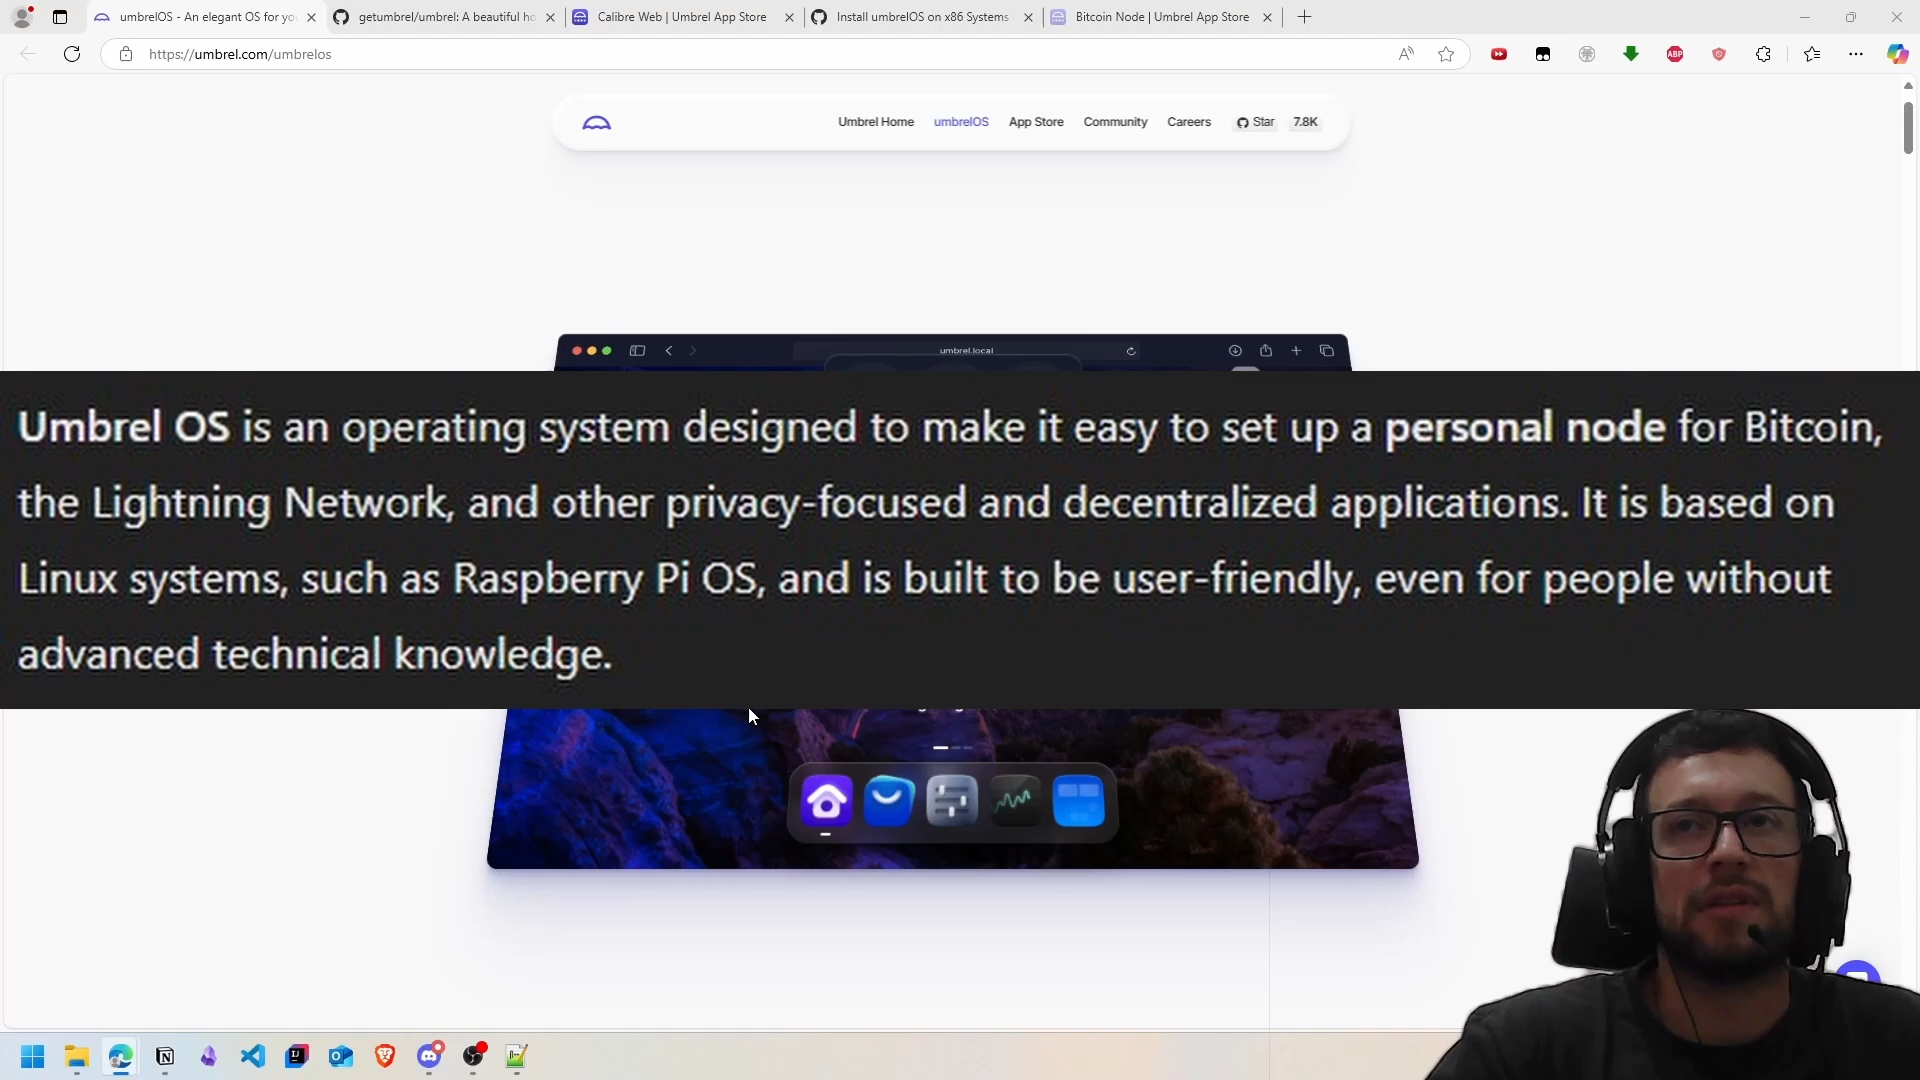 umbrelOS - An elegant OS for yo
getumbrel/umbrel: A beautiful ho
Calibre Web | Umbrel App Store
Install umbrelOS on x86 Systems
Bitcoin Node | Umbrel App Store
https://umbrel.com/umbrelos
ABP
Umbrel Home
umbrelOS
App Store
Community
Careers
Star
7.8K
umbrel.local
Umbrel OS is an operating system designed to make it easy to set up a personal node for Bitcoin,
the Lightning Network, and other privacy-focused and decentralized applications. It is based on
Linux systems, such as Raspberry Pi OS, and is built to be user-friendly, even for people without
advanced technical knowledge.